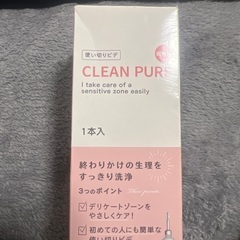 使い切りビデ
CLEAN PUR
I take care of a
sensitive zone easily
1本入
終わりかけの生理を
すっきり洗浄
3つのポイント
デリケートゾーンを
やさしくケア!
初めての人にも簡単な
使い切りビデ